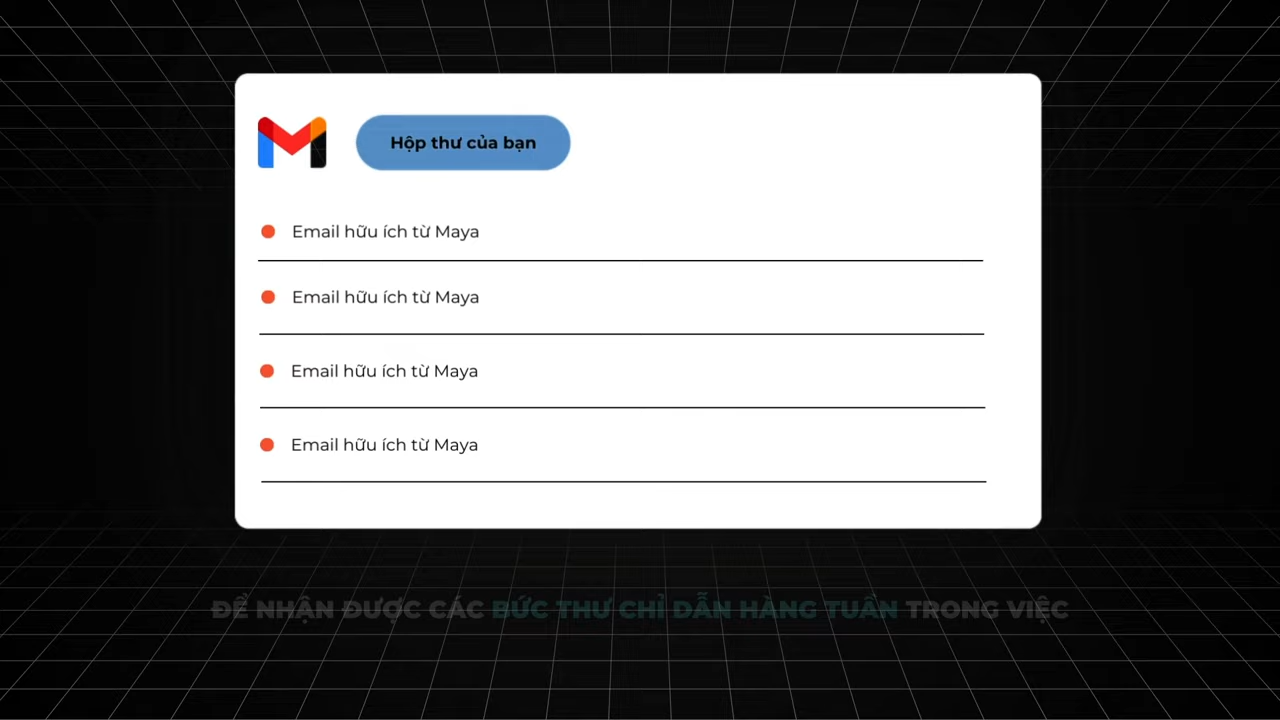 Hộp thư của bạn
Email hữu ích từ Maya
Email hữu ích từ Maya
Email hữu ích từ Maya
Email hữu ích từ Maya
ĐỂ NHẬN ĐƯỢC CÁC BỨC THƯ CHỈ DẪN HÀNG TUẦN TRONG VIỆC